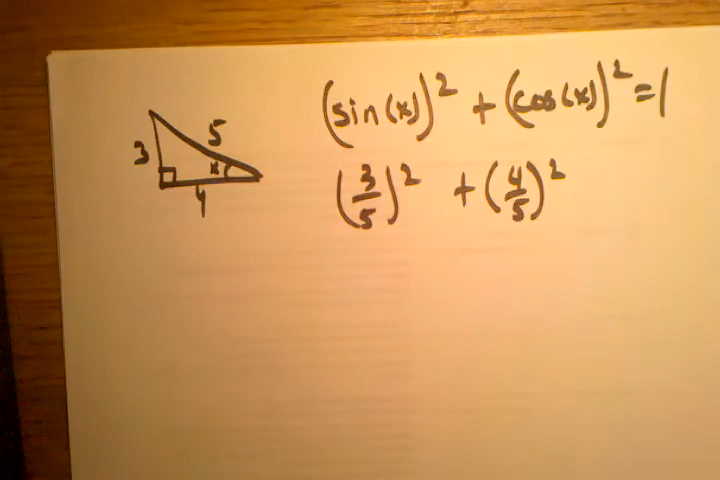 (sin(x))² + (cos(x))² = 1
3 5 x 4
(3/5)² + (4/5)²